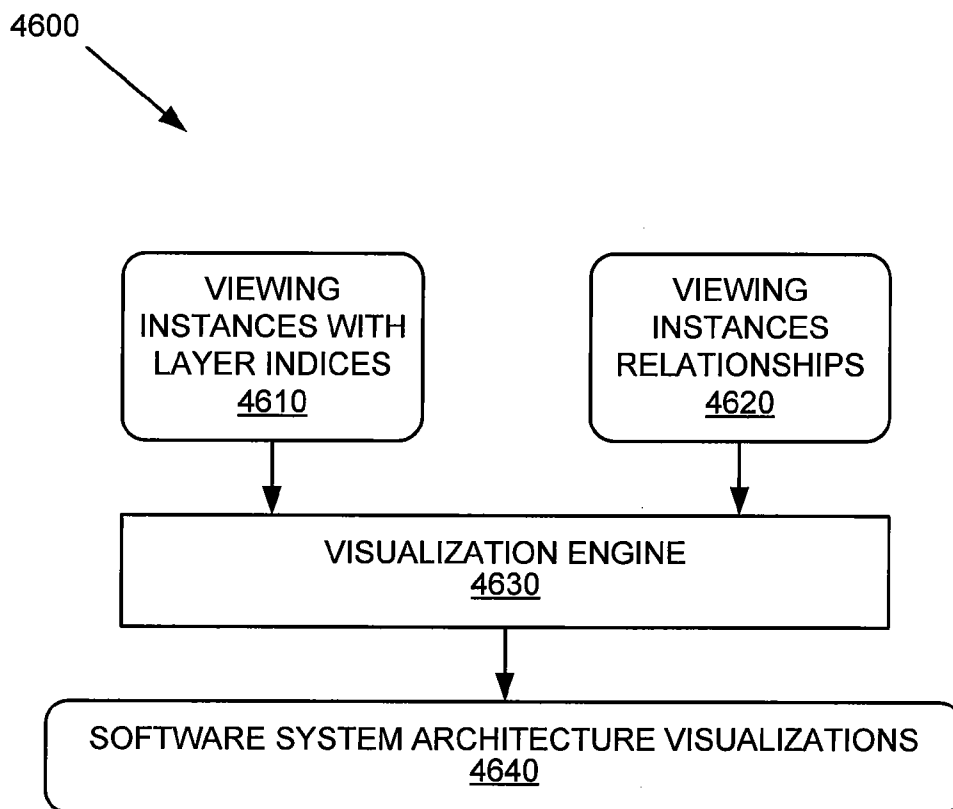 4600
VIEWING
INSTANCES WITH
LAYER INDICES
4610
VIEWING
INSTANCES
RELATIONSHIPS
4620
VISUALIZATION ENGINE
4630
SOFTWARE SYSTEM ARCHITECTURE VISUALIZATIONS
4640